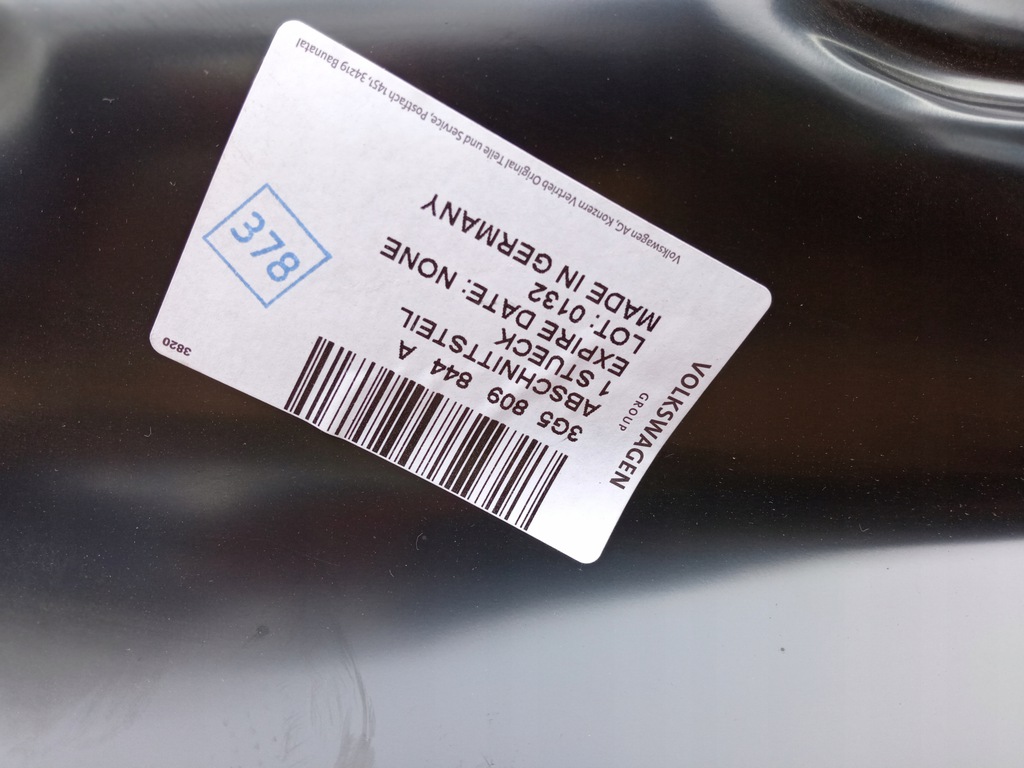 VOLKSWAGEN
GROUP
3G5 809 844 A
ABSCHNITTSTEIL
1 STUECK
EXPIRE DATE: NONE
LOT: 0132
MADE IN GERMANY
378
3820
Volkswagen AG, Konzern Vertrieb Original Teile und Service, Postfach 1451, 34219 Baunatal